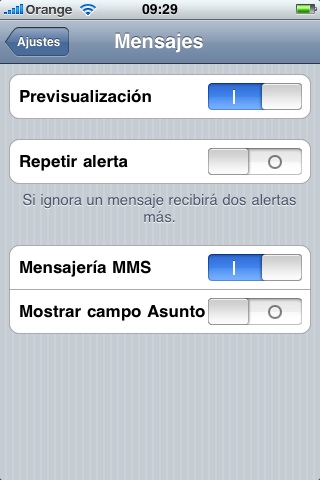 Orange 09:29
Ajustes Mensajes
Previsualización
Repetir alerta
Si ignora un mensaje recibirá dos alertas
más.
Mensajería MMS
Mostrar campo Asunto